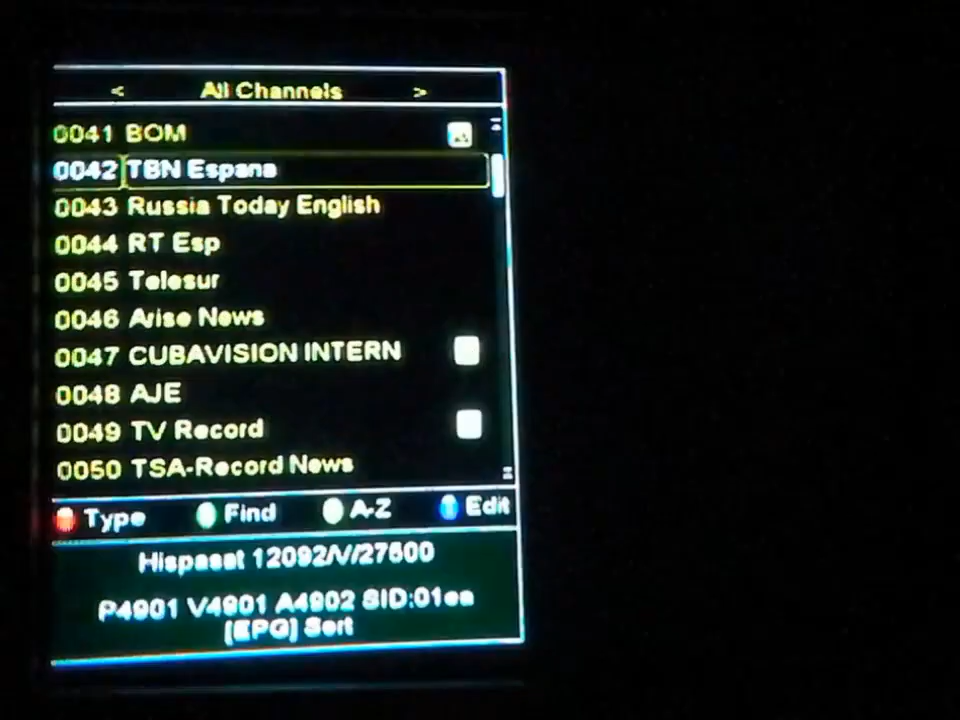 < All Channels >
0041 BOM
0042 TBN Espana
0043 Russia Today English
0044 RT Esp
0045 Telesur
0046 Arise News
0047 CUBAVISION INTERN
0048 AJE
0049 TV Record
0050 TSA-Record News
Type Find A-Z Edit
Hispasat 12092/V/27500
P4901 V4901 A4902 SID:01ea
[EPG] Sort